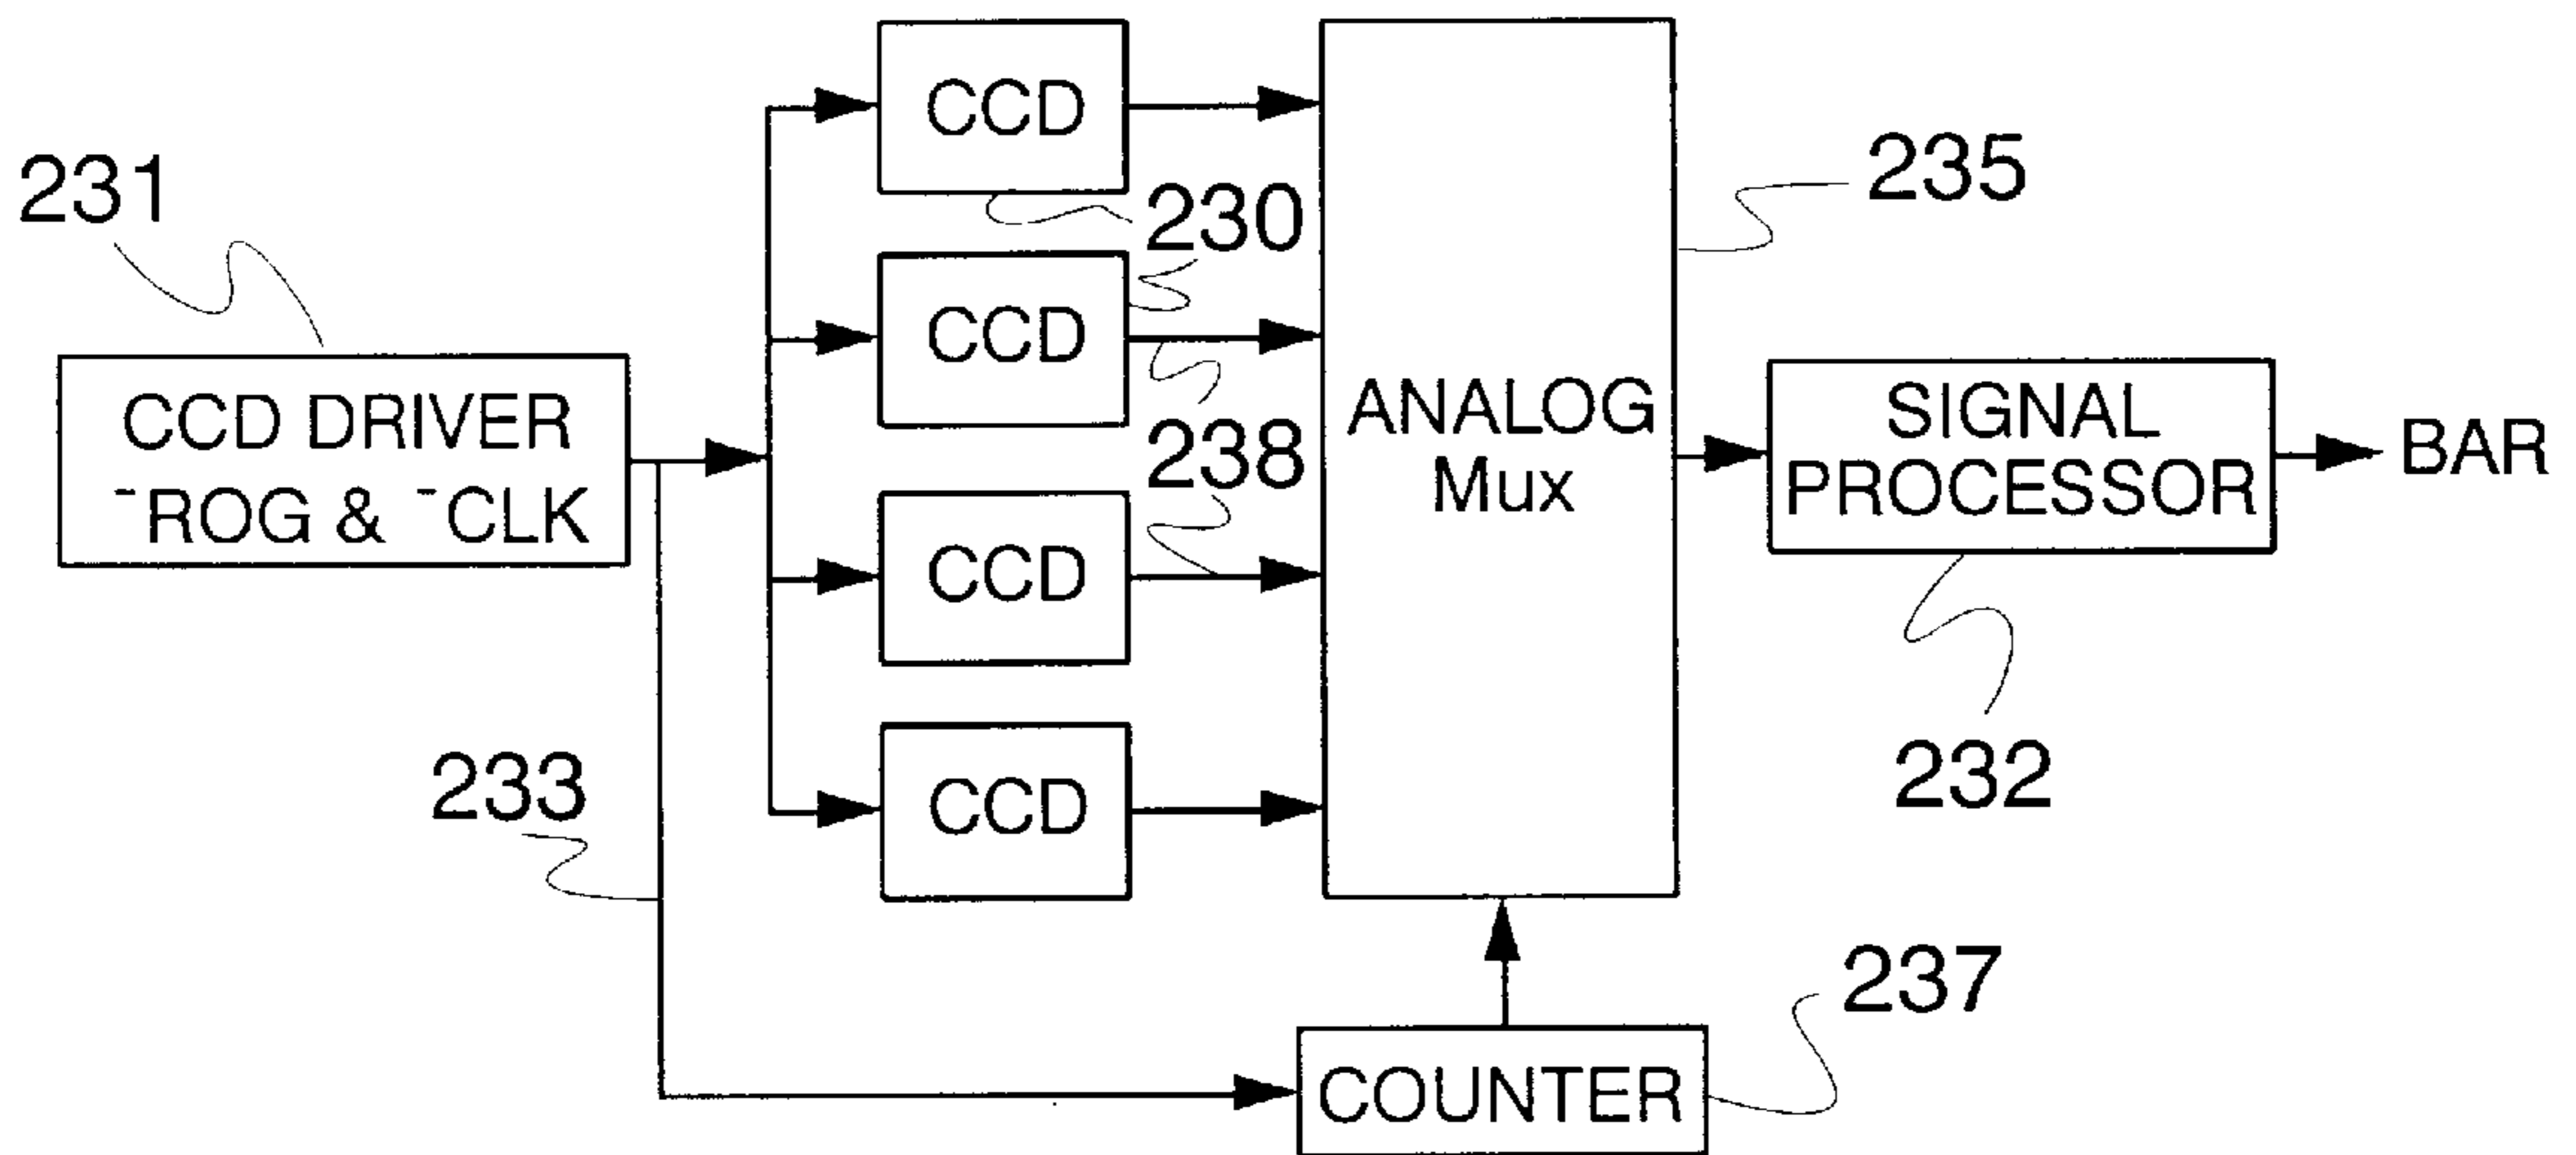 231
CCD DRIVER
¯ROG & ¯CLK
233
CCD
230
CCD
238
CCD
CCD
ANALOG
Mux
235
SIGNAL
PROCESSOR
BAR
232
237
COUNTER